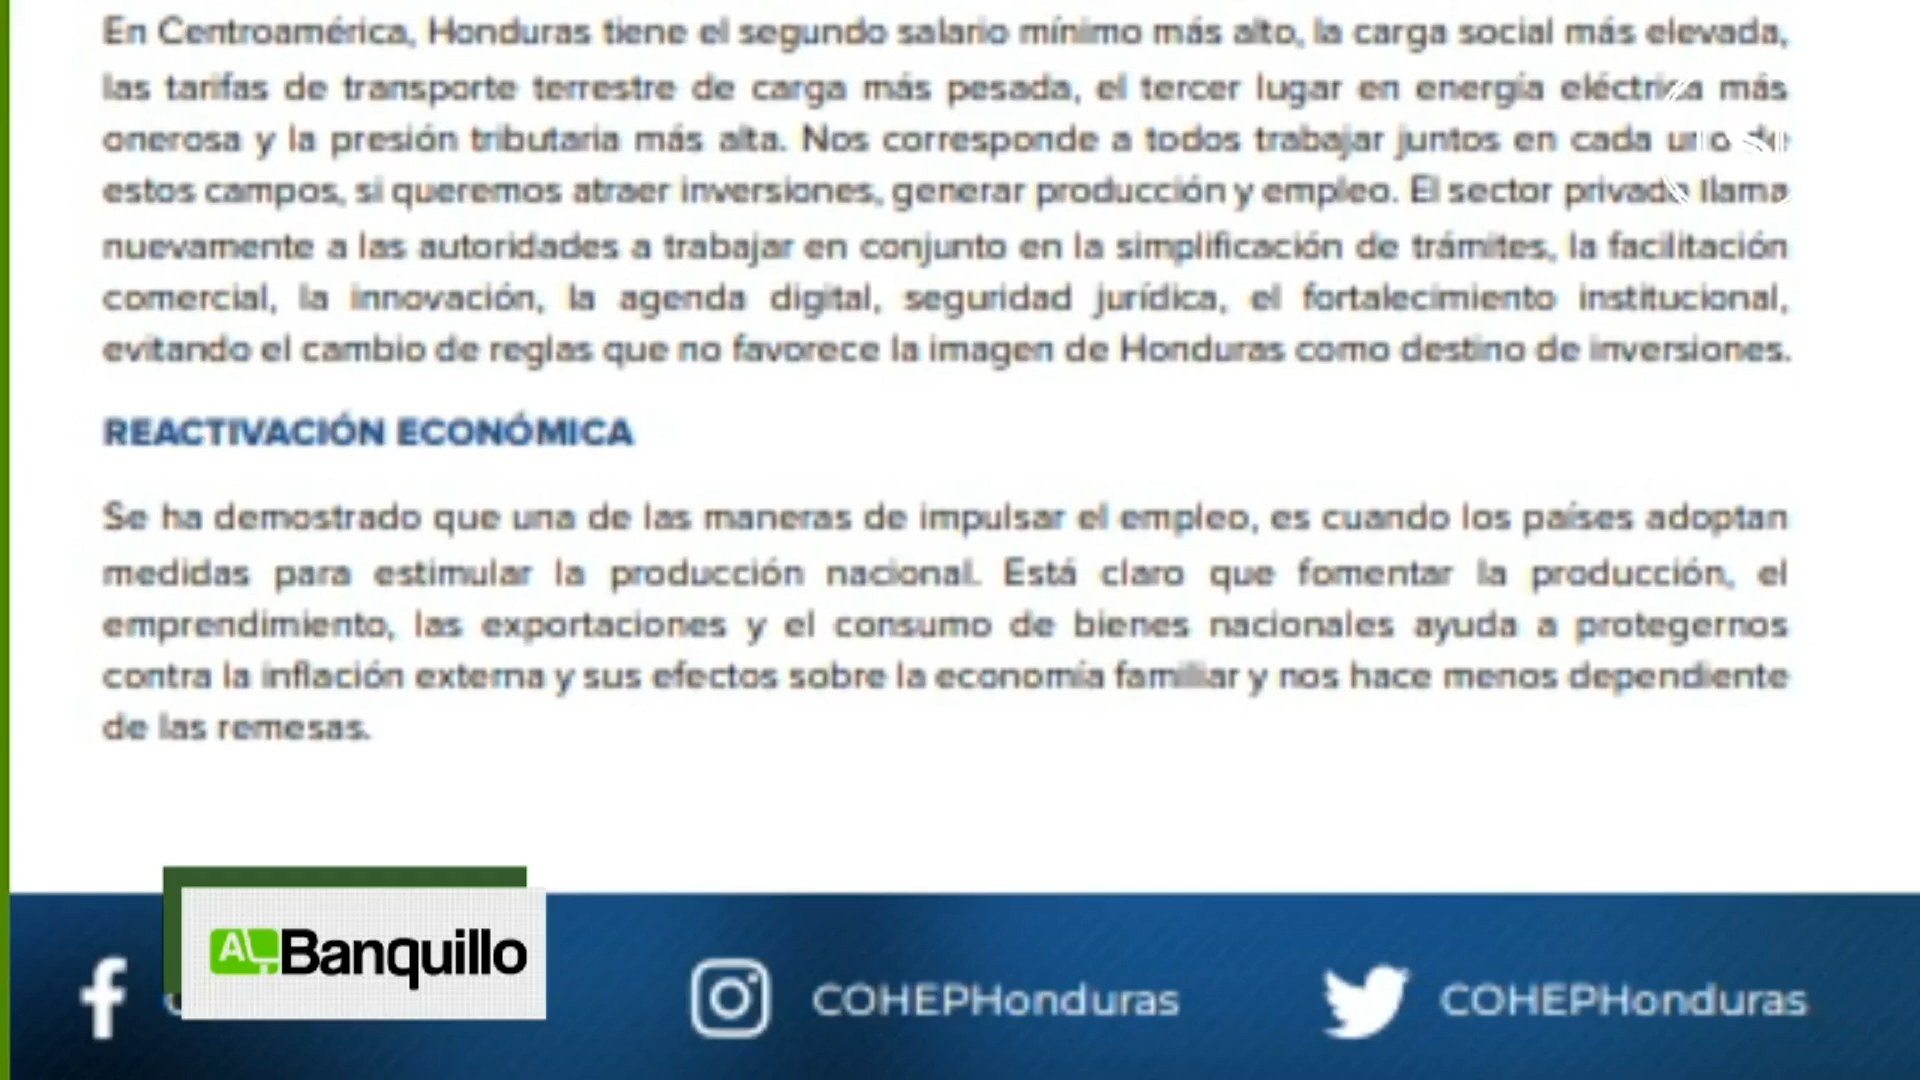 En Centroamérica, Honduras tiene el segundo salario mínimo más alto, la carga social más elevada,
las tarifas de transporte terrestre de carga más pesada, el tercer lugar en energía eléctrica más
onerosa y la presión tributaria más alta. Nos corresponde a todos trabajar juntos en cada uno de
estos campos, si queremos atraer inversiones, generar producción y empleo. El sector privado llama
nuevamente a las autoridades a trabajar en conjunto en la simplificación de trámites, la facilitación
comercial, la innovación, la agenda digital, seguridad jurídica, el fortalecimiento institucional,
evitando el cambio de reglas que no favorece la imagen de Honduras como destino de inversiones.
REACTIVACIÓN ECONÓMICA
Se ha demostrado que una de las maneras de impulsar el empleo, es cuando los países adoptan
medidas para estimular la producción nacional. Está claro que fomentar la producción, el
emprendimiento, las exportaciones y el consumo de bienes nacionales ayuda a protegernos
contra la inflación externa y sus efectos sobre la economía familiar y nos hace menos dependiente
de las remesas.
AL Banquillo
COHEPHonduras
COHEPHonduras